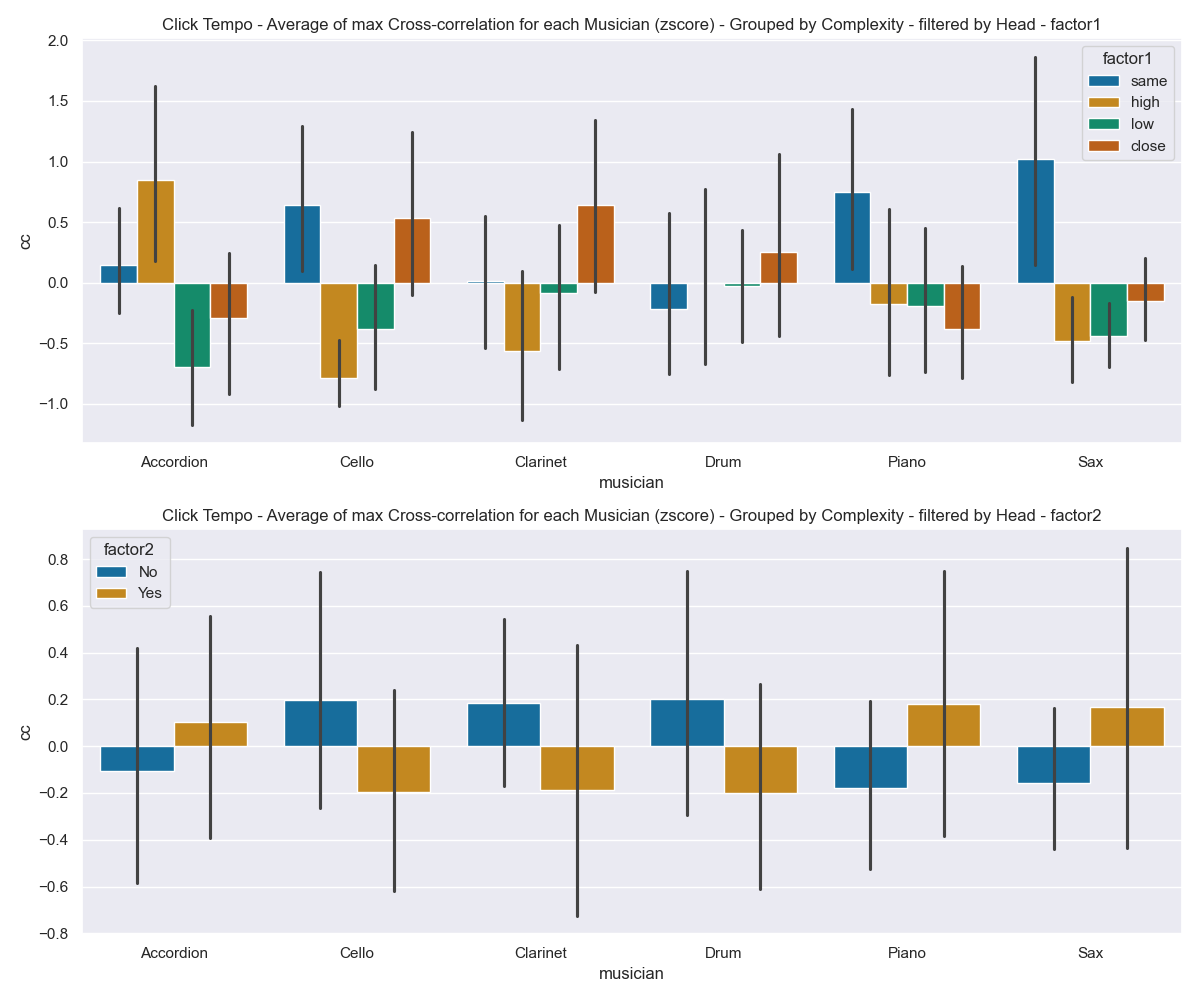 Click Tempo - Average of max Cross-correlation for each Musician (zscore) - Grouped by Complexity - filtered by Head - factor1
2.0
1.5
1.0
0.5
0.0
−0.5
−1.0
cc
factor1
same
high
low
close
Accordion Cello Clarinet Drum Piano Sax
musician
Click Tempo - Average of max Cross-correlation for each Musician (zscore) - Grouped by Complexity - filtered by Head - factor2
factor2
No
Yes
0.8
0.6
0.4
0.2
0.0
−0.2
−0.4
−0.6
−0.8
cc
Accordion Cello Clarinet Drum Piano Sax
musician